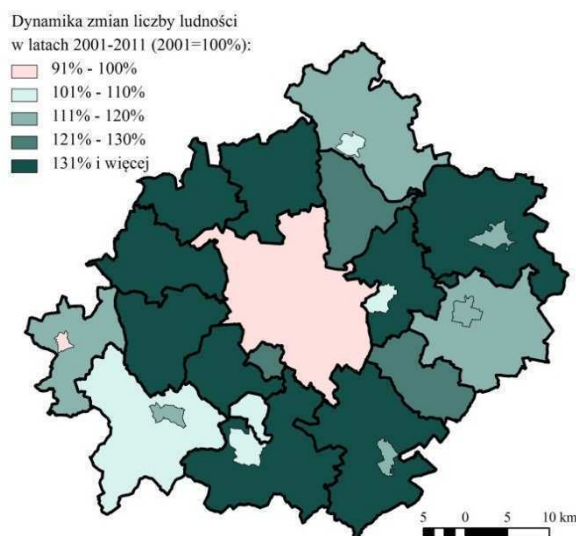 Dynamika zmian liczby ludności
w latach 2001-2011 (2001=100%):
91% - 100%
101% - 110%
111% - 120%
121% - 130%
131% i więcej
5 0 5 10 km